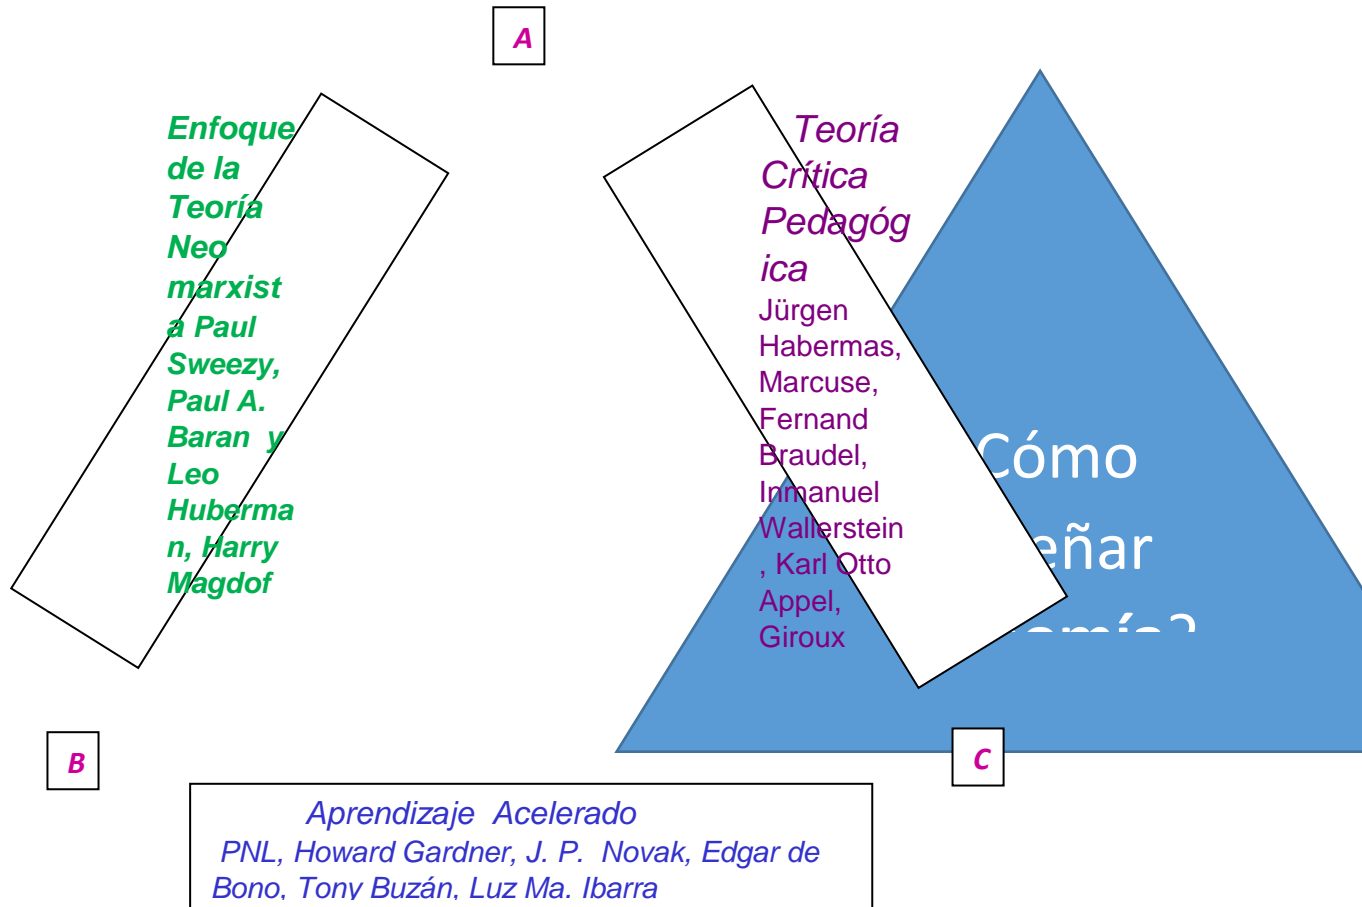 A
Enfoque
de la
Teoría
Neo
marxist
a Paul
Sweezy,
Paul A.
Baran y
Leo
Huberma
n, Harry
Magdof
Teoría
Crítica
Pedagóg
ica
Jürgen
Habermas,
Marcuse,
Fernand
Braudel,
Inmanuel
Wallerstein
, Karl Otto
Appel,
Giroux
Cómo
eñar
omía?
B
C
Aprendizaje Acelerado
PNL, Howard Gardner, J. P. Novak, Edgar de
Bono, Tony Buzán, Luz Ma. Ibarra